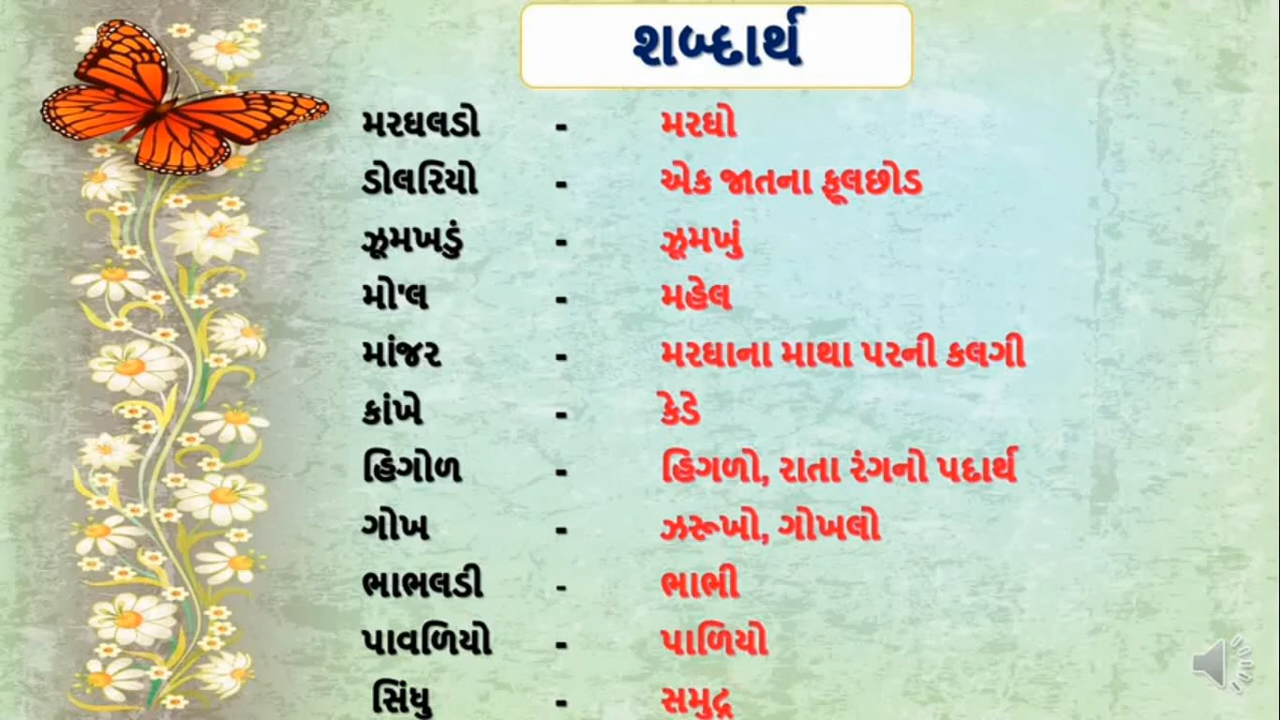 શબ્દાર્થ
મરઘલડો - મરઘો
ડોલરિયો - એક જાતના ફૂલછોડ
ઝૂમખડું - ઝૂમખું
મો'લ - મહેલ
માંજર - મરઘાના માથા પરની કલગી
કાંખે - કેડે
હિગોળ - હિગળો, રાતા રંગનો પદાર્થ
ગોખ - ઝરૂખો, ગોખલો
ભાભલડી - ભાભી
પાવળિયો - પાળિયો
સિંધુ - સમુદ્ર